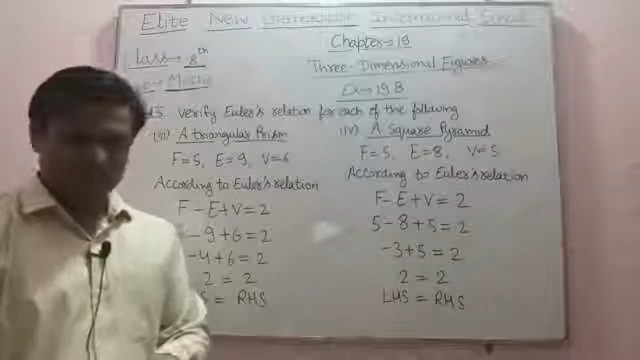 Elite New Generation International School
Class → 8th
Chapter → 19
Three-Dimensional Figures
Ex → 19 B
verify Euler's relation for each of the following
(iii) A triangular Prism
F=5, E=9, V=6
According to Euler's relation
F - E + V = 2
- 9 + 6 = 2
-4 + 6 = 2
2 = 2
S = RHS
(iv) A Square Pyramid
F=5, E=8, V=5
According to Euler's relation
F - E + V = 2
5 - 8 + 5 = 2
-3 + 5 = 2
2 = 2
LHS = RHS